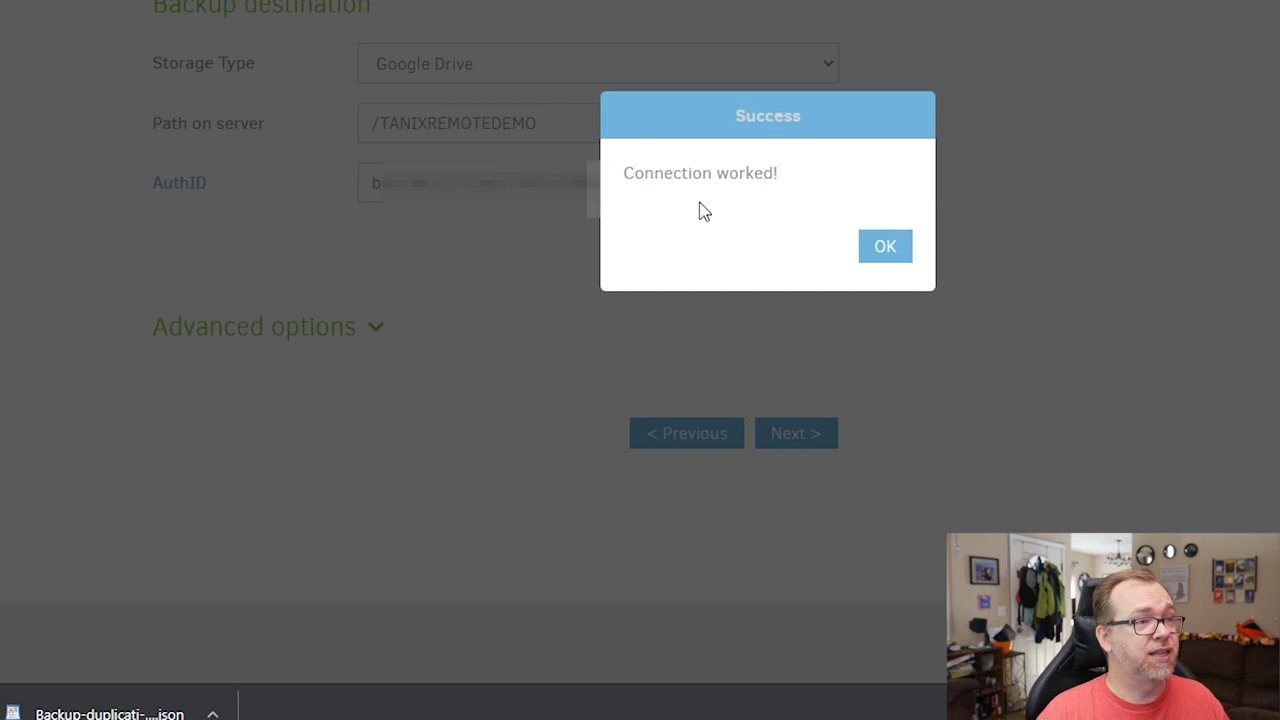 Backup destination
Storage Type
Google Drive
Path on server
/TANIXREMOTEDEMO
AuthID
b
Success
Connection worked!
OK
Advanced options
< Previous
Next >
Backup-duplicati-....json